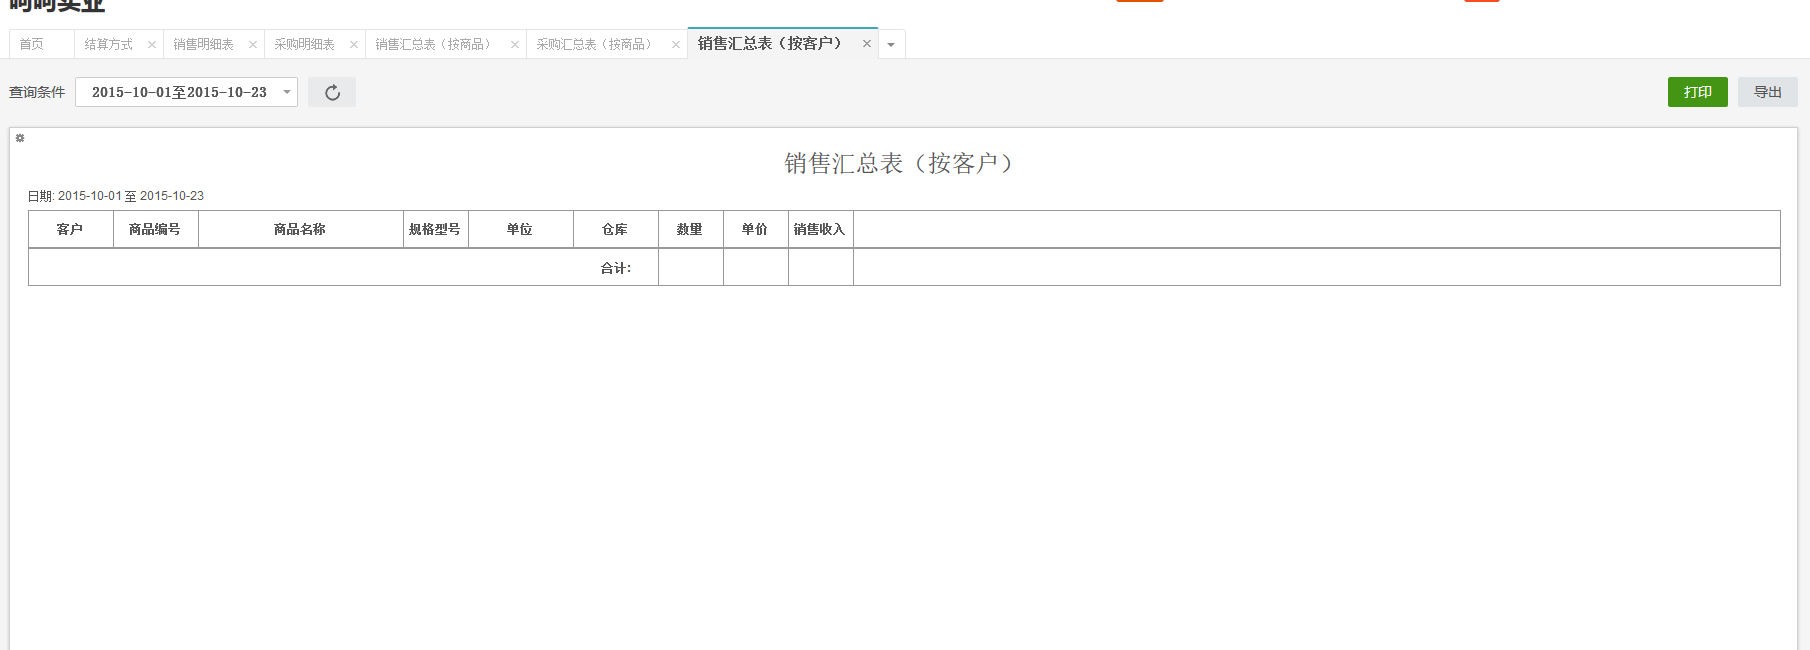 首页 结算方式 销售明细表 采购明细表 销售汇总表（按商品） 采购汇总表（按商品） 销售汇总表（按客户）
查询条件 2015-10-01至2015-10-23 打印 导出
销售汇总表（按客户）
日期: 2015-10-01 至 2015-10-23
客户 商品编号 商品名称 规格型号 单位 仓库 数量 单价 销售收入
合计: